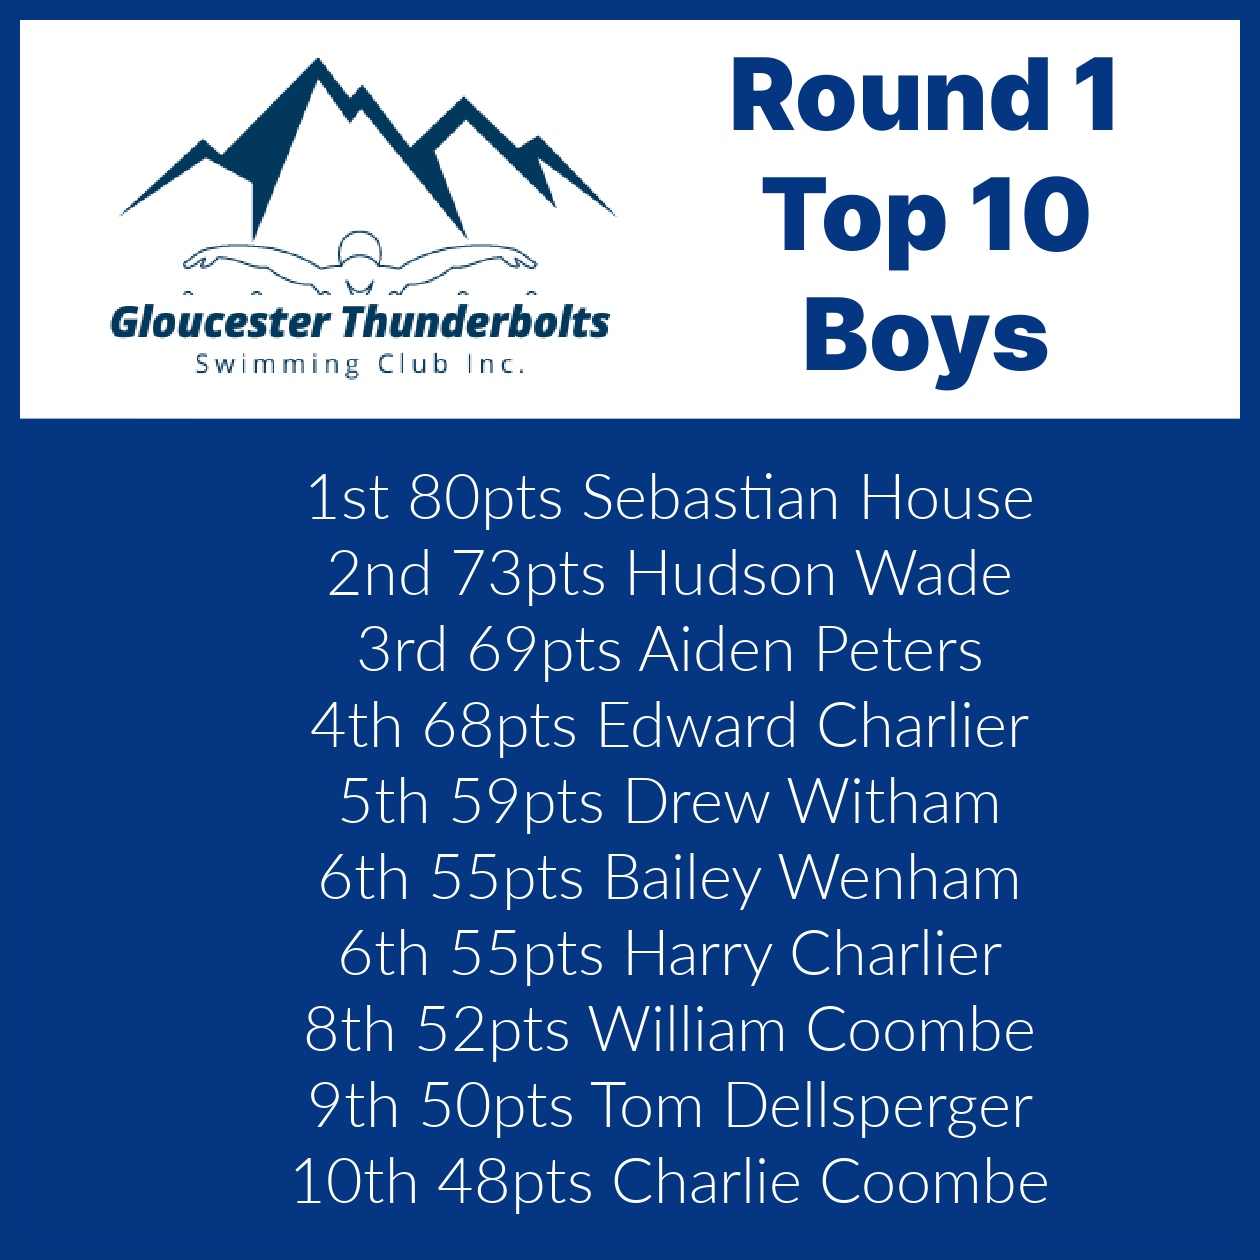 Round 1
Top 10
Boys
Gloucester Thunderbolts
Swimming Club Inc.
1st 80pts Sebastian House
2nd 73pts Hudson Wade
3rd 69pts Aiden Peters
4th 68pts Edward Charlier
5th 59pts Drew Witham
6th 55pts Bailey Wenham
6th 55pts Harry Charlier
8th 52pts William Coombe
9th 50pts Tom Dellsperger
10th 48pts Charlie Coombe